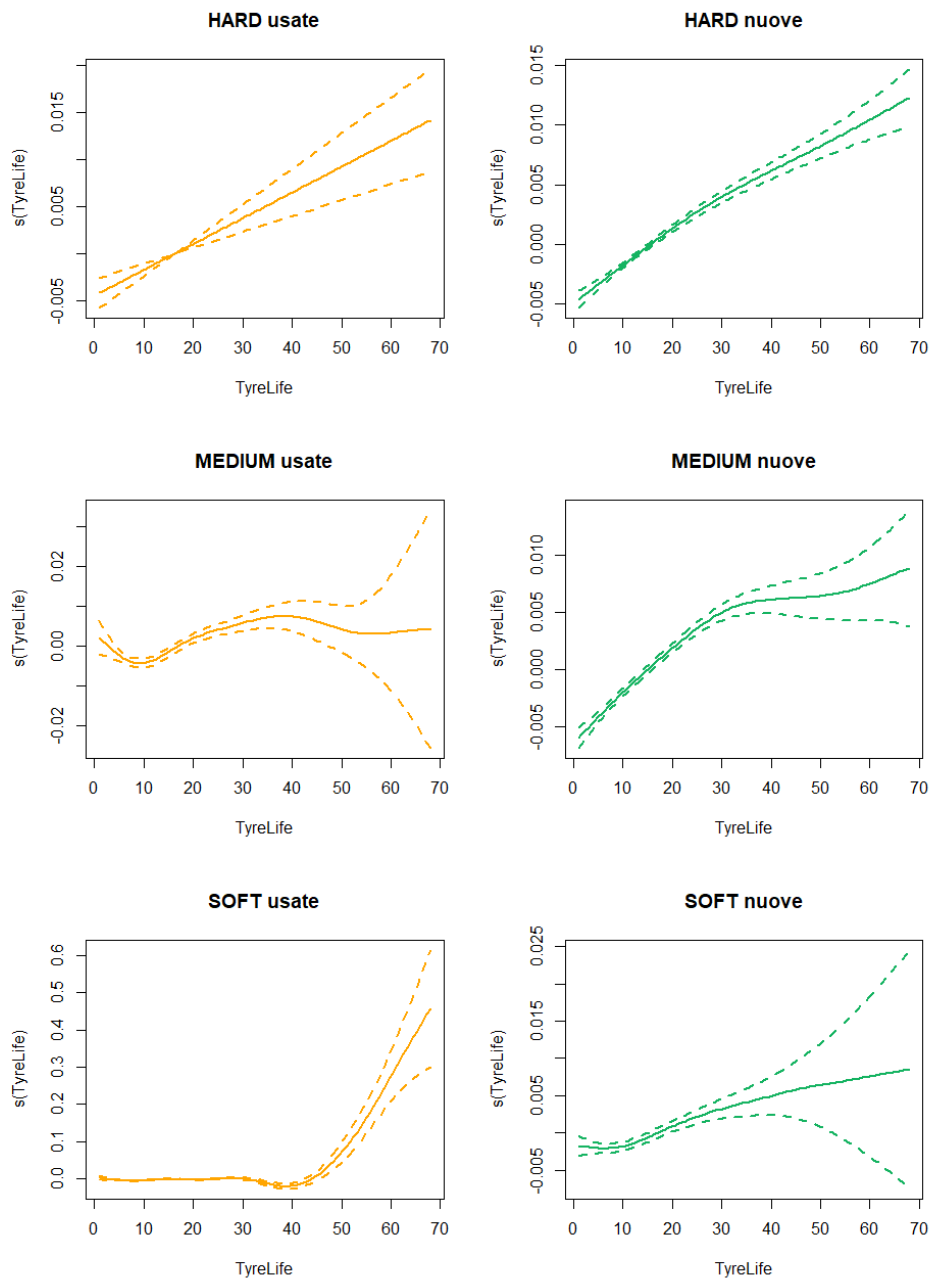 HARD usate
HARD nuove
s(TyreLife)
-0.005 0.005 0.015
0 10 20 30 40 50 60 70
TyreLife
s(TyreLife)
-0.005 0.000 0.005 0.010 0.015
0 10 20 30 40 50 60 70
TyreLife
MEDIUM usate
MEDIUM nuove
s(TyreLife)
-0.02 0.00 0.02
0 10 20 30 40 50 60 70
TyreLife
s(TyreLife)
-0.005 0.000 0.005 0.010
0 10 20 30 40 50 60 70
TyreLife
SOFT usate
SOFT nuove
s(TyreLife)
0.0 0.1 0.2 0.3 0.4 0.5 0.6
0 10 20 30 40 50 60 70
TyreLife
s(TyreLife)
-0.005 0.005 0.015 0.025
0 10 20 30 40 50 60 70
TyreLife